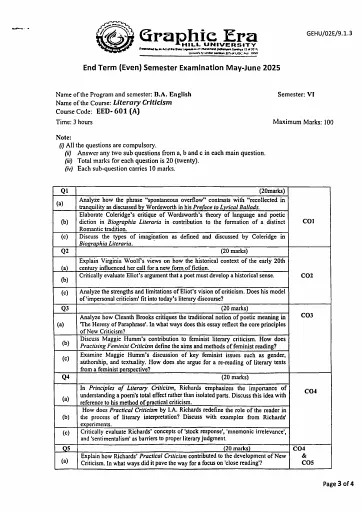 GEHU/02E/9.1.3
Graphic Era
HILL UNIVERSITY
End Term (Even) Semester Examination May-June 2025
Name of the Program and semester: B.A. English Semester: VI
Name of the Course: Literary Criticism
Course Code: EED- 601 (A)
Time: 3 hours Maximum Marks: 100
Note:
(i) All the questions are compulsory.
(ii) Answer any two sub questions from a, b and c in each main question.
(iii) Total marks for each question is 20 (twenty).
(iv) Each sub-question carries 10 marks.
Q1 (20marks)
(a) Analyze how the phrase "spontaneous overflow" contrasts with "recollected in
tranquility as discussed by Wordsworth in his Preface to Lyrical Ballads.
(b) Elaborate Coleridge's critique of Wordsworth's theory of language and poetic
diction in Biographia Literaria. How did it contribute to the formation of a distinct
Romantic tradition.
CO1
(c) Discuss the types of imagination as defined and discussed by Coleridge in
Biographia Literaria.
Q2 (20 marks)
(a) Explain Virginia Woolf's views on how the historical context of the early 20th
century influenced her call for a new form of fiction.
(b) Critically evaluate Eliot's argument that a poet must develop a historical sense.
CO2
(c) Analyze the strengths and limitations of Eliot's vision of criticism. Does his model
of 'impersonal criticism' fit into today's literary discourse?
Q3 (20 marks)
(a) Analyze how Cleanth Brooks critiques the traditional notion of poetic meaning in
'The Heresy of Paraphrase'. In what ways does this essay reflect the core principles
of New Criticism?
CO3
(b) Discuss Maggie Humm's contribution to feminist literary criticism. How does
Practising Feminist Criticism define the aims and methods of feminist reading?
(c) Examine Maggie Humm's discussion of key feminist issues such as gender,
authorship, and textuality. How does she argue for a re-reading of literary texts
from a feminist perspective?
Q4 (20 marks)
(a) In Principles of Literary Criticism, Richards emphasizes the importance of
understanding a poem's total effect rather than isolated parts. Discuss this idea with
reference to his method of practical criticism.
CO4
(b) How does Practical Criticism by I.A. Richards redefine the role of the reader in
the process of literary interpretation? Discuss with examples from Richards'
experiments.
(c) Critically evaluate Richards' concepts of 'stock response', 'mnemonic irrelevance',
and 'sentimentalism' as barriers to proper literary judgment.
Q5 (20 marks)
(a) Explain how Richards' Practical Criticism contributed to the development of New
Criticism. In what ways did it pave the way for a focus on 'close reading'?
CO4
&
CO5
Page 3 of 4